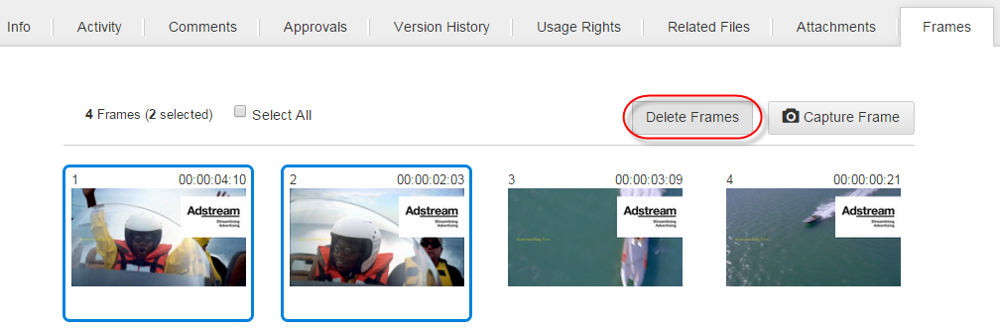 Info Activity Comments Approvals Version History Usage Rights Related Files Attachments Frames
4 Frames (2 selected) Select All Delete Frames Capture Frame
1 00:00:04:10 2 00:00:02:03 3 00:00:03:09 4 00:00:00:21
Adstream Adstream Adstream Adstream
Streamlining Streamlining Streamlining Streamlining
Advertising Advertising Advertising Advertising